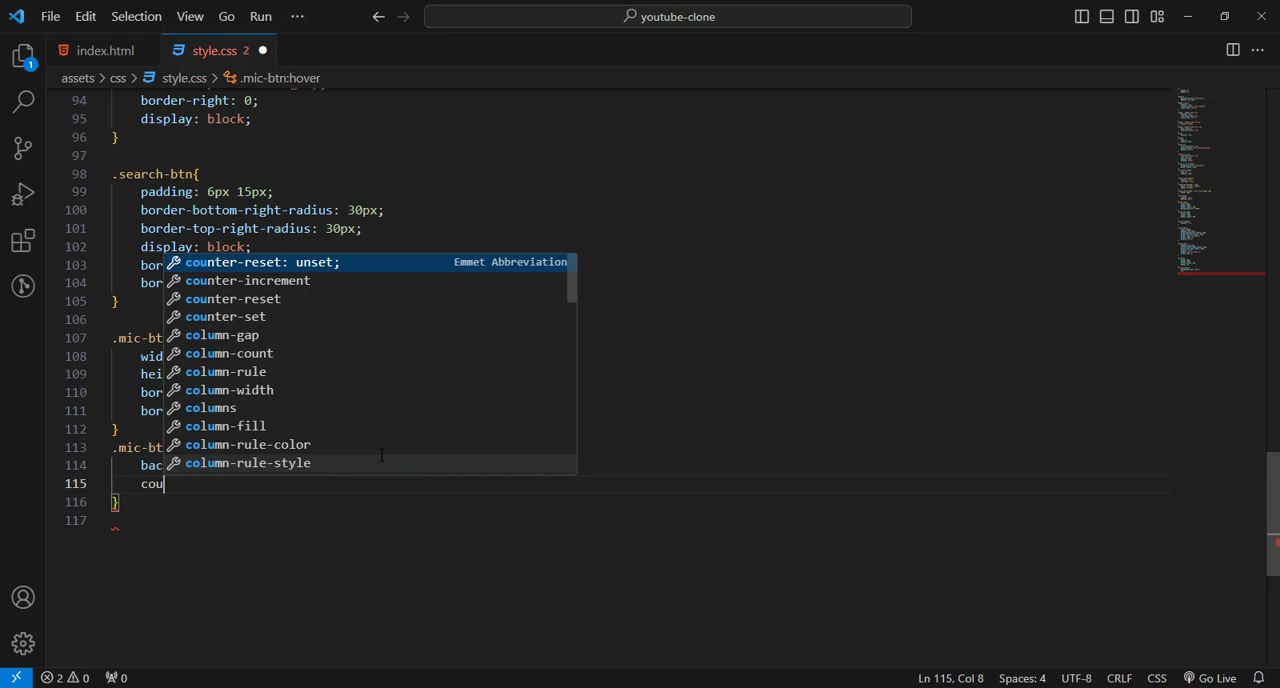 File Edit Selection View Go Run ··· youtube-clone
index.html style.css 2
assets > css > style.css > .mic-btn:hover
94 border-right: 0;
95 display: block;
96 }
97
98 .search-btn{
99 padding: 6px 15px;
100 border-bottom-right-radius: 30px;
101 border-top-right-radius: 30px;
102 display: block;
103 bor
104 bor
105 }
106
107 .mic-bt
108 wid
109 hei
110 bor
111 bor
112 }
113 .mic-bt
114 bac
115 cou
116 }
117
counter-reset: unset; Emmet Abbreviation
counter-increment
counter-reset
counter-set
column-gap
column-count
column-rule
column-width
columns
column-fill
column-rule-color
column-rule-style
1
2 0 0 Ln 115, Col 8 Spaces: 4 UTF-8 CRLF CSS Go Live